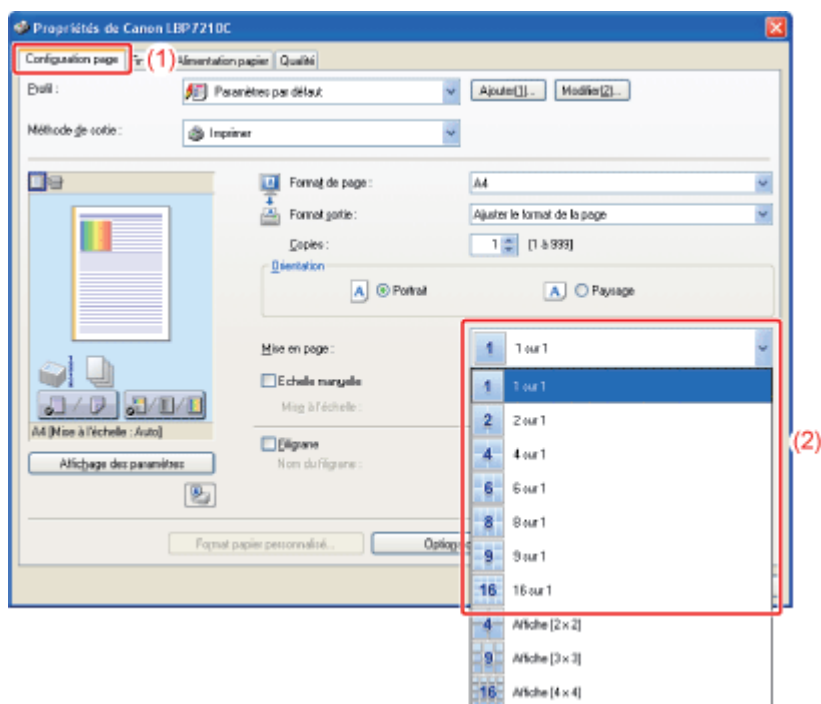 Propriétés de Canon LBP7210C
Configuration page (1) Alimentation papier Qualité
Profil : Paramètres par défaut Ajouter[1]... Modifier[2]...
Méthode de sortie : Imprimer
Format de page : A4
Format sortie : Ajuster le format de la page
Copies : 1 [1 à 999]
Orientation
A Portrait A Paysage
Mise en page : 1 1 sur 1
Echelle manuelle 1 1 sur 1
Mise à l'échelle :
2 2 sur 1
A4 [Mise à l'échelle : Auto]
Filigrane 4 4 sur 1 (2)
Affichage des paramètres Nom du filigrane :
6 6 sur 1
8 8 sur 1
Format papier personnalisé... Option
9 9 sur 1
16 16 sur 1
4 Affiche [2 x 2]
9 Affiche [3 x 3]
16 Affiche [4 x 4]